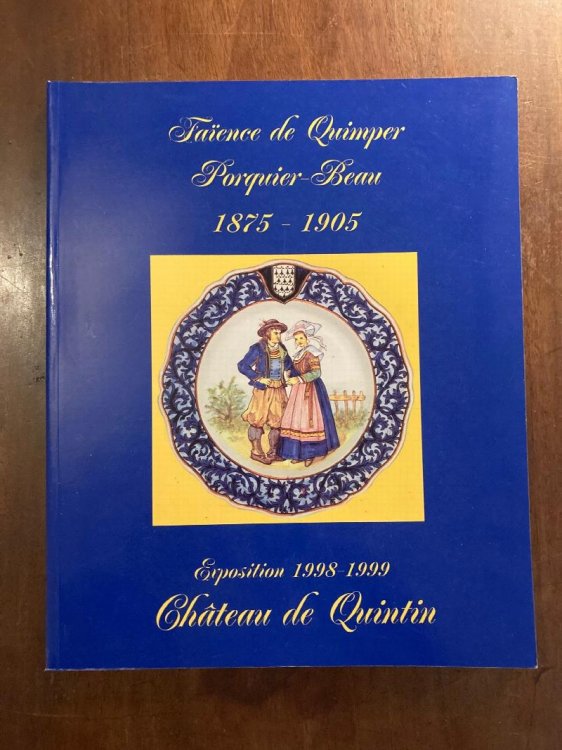 Faïence de Quimper
Porquier-Beau
1875 - 1905
Exposition 1998-1999
Château de Quintin